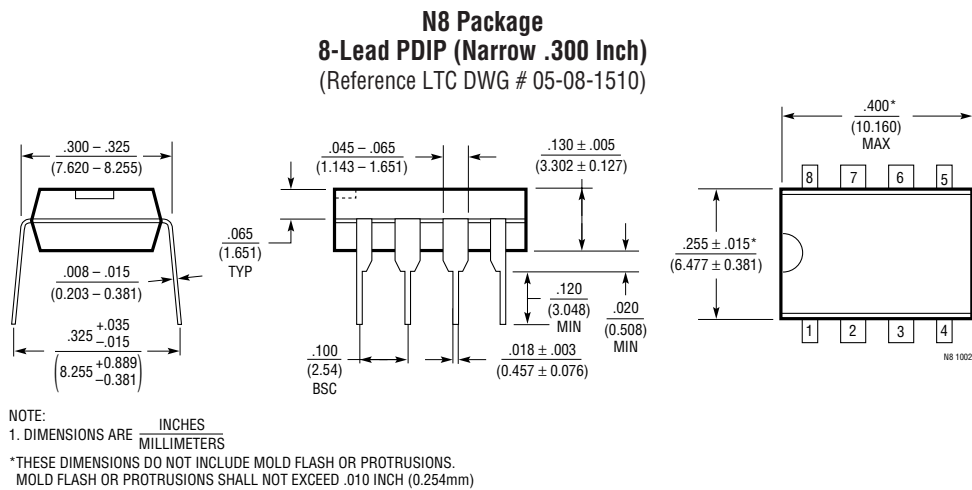 N8 Package
8-Lead PDIP (Narrow .300 Inch)
(Reference LTC DWG # 05-08-1510)
.300 – .325
(7.620 – 8.255)
.008 – .015
(0.203 – 0.381)
.325 +.035 –.015
(8.255 +0.889 –0.381)
.045 – .065
(1.143 – 1.651)
.130 ± .005
(3.302 ± 0.127)
.065
(1.651)
TYP
.120
(3.048)
MIN
.020
(0.508)
MIN
.100
(2.54)
BSC
.018 ± .003
(0.457 ± 0.076)
.400*
(10.160)
MAX
8 7 6 5
.255 ± .015*
(6.477 ± 0.381)
1 2 3 4
N8 1002
NOTE:
1. DIMENSIONS ARE INCHES
MILLIMETERS
*THESE DIMENSIONS DO NOT INCLUDE MOLD FLASH OR PROTRUSIONS.
MOLD FLASH OR PROTRUSIONS SHALL NOT EXCEED .010 INCH (0.254mm)